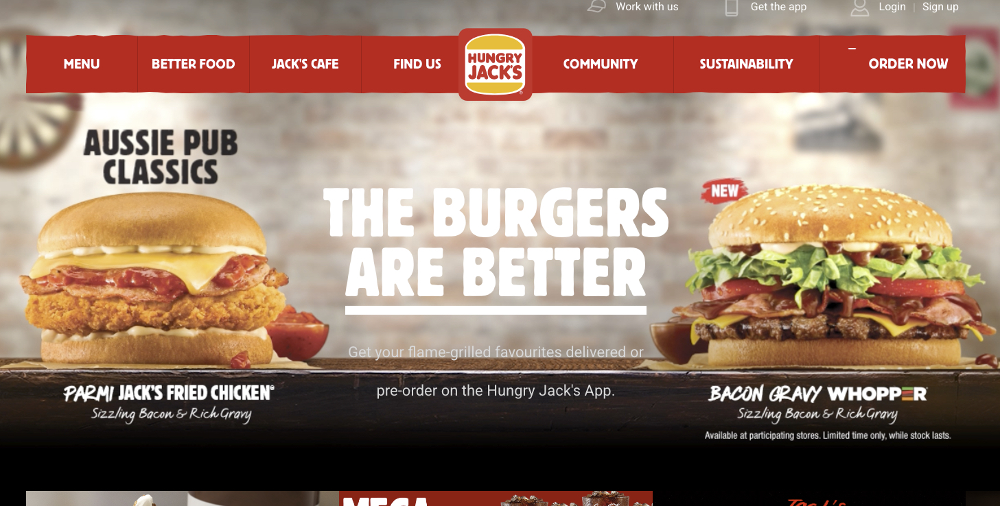 Work with us
Get the app
Login | Sign up
MENU
BETTER FOOD
JACK'S CAFE
FIND US
HUNGRY
JACK'S
®
COMMUNITY
SUSTAINABILITY
ORDER NOW
AUSSIE PUB
CLASSICS
NEW
THE BURGERS
ARE BETTER
Get your flame-grilled favourites delivered or
pre-order on the Hungry Jack's App.
PARMI JACK'S FRIED CHICKEN®
Sizzling Bacon & Rich Gravy
BACON GRAVY WHOPPER
Sizzling Bacon & Rich Gravy
Available at participating stores. Limited time only, while stock lasts.
MEGA
Jack's